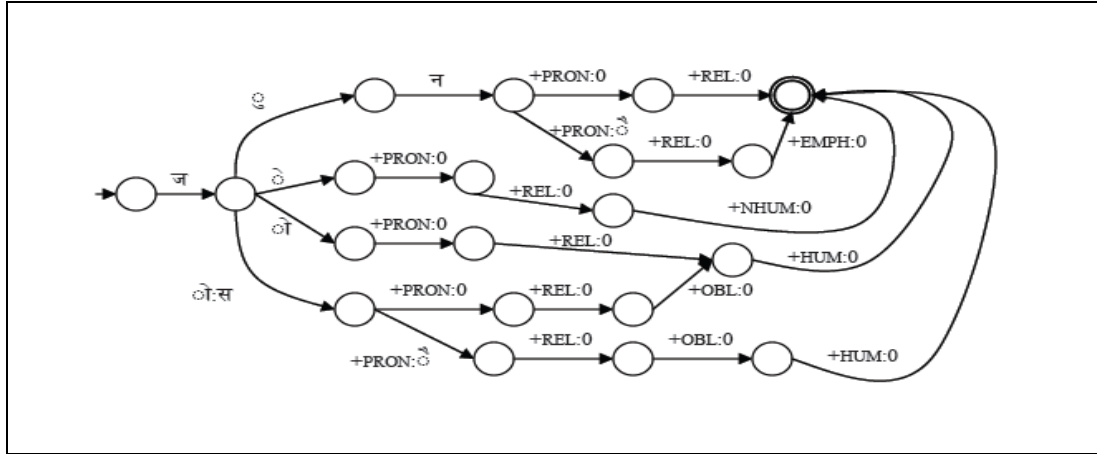 न +PRON:0 +REL:0
ु
+PRON:ँ +REL:0 +EMPH:0
+PRON:0
ज े +REL:0 +NHUM:0
ो +PRON:0 +REL:0
+HUM:0
ो:स +PRON:0 +REL:0 +OBL:0
+PRON:ँ +REL:0 +OBL:0 +HUM:0